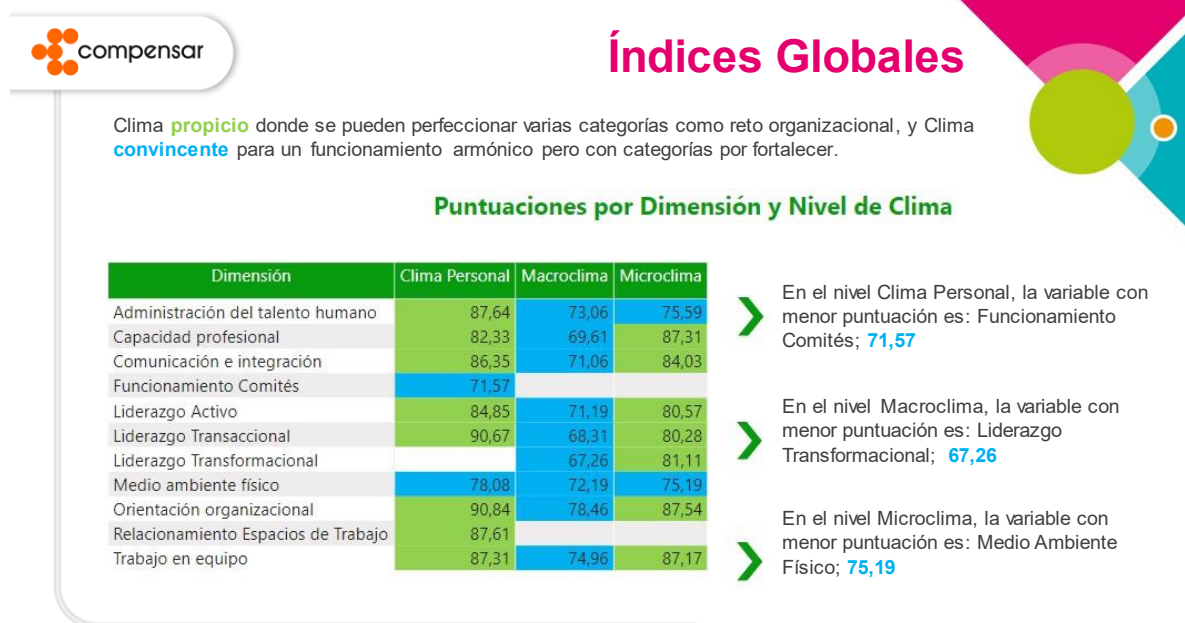 compensar
Índices Globales
Clima propicio donde se pueden perfeccionar varias categorías como reto organizacional, y Clima
convincente para un funcionamiento armónico pero con categorías por fortalecer.
Puntuaciones por Dimensión y Nivel de Clima
Dimensión Clima Personal Macroclima Microclima
Administración del talento humano 87,64 73,06 75,59
Capacidad profesional 82,33 69,61 87,31
Comunicación e integración 86,35 71,06 84,03
Funcionamiento Comités 71,57
Liderazgo Activo 84,85 71,19 80,57
Liderazgo Transaccional 90,67 68,31 80,28
Liderazgo Transformacional 67,26 81,11
Medio ambiente físico 78,08 72,19 75,19
Orientación organizacional 90,84 78,46 87,54
Relacionamiento Espacios de Trabajo 87,61
Trabajo en equipo 87,31 74,96 87,17
En el nivel Clima Personal, la variable con
menor puntuación es: Funcionamiento
Comités; 71,57
En el nivel Macroclima, la variable con
menor puntuación es: Liderazgo
Transformacional; 67,26
En el nivel Microclima, la variable con
menor puntuación es: Medio Ambiente
Físico; 75,19